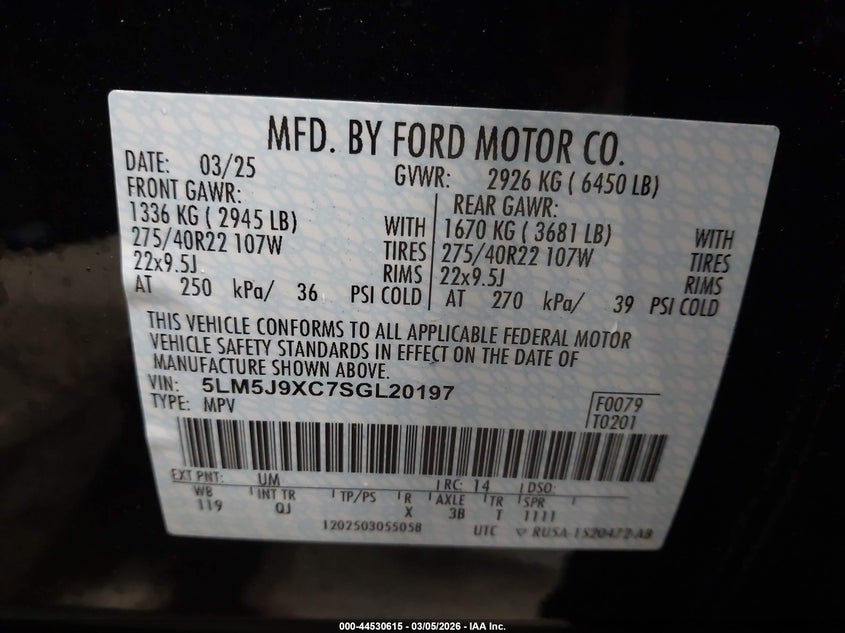 MFD. BY FORD MOTOR CO.
DATE: 03/25
GVWR: 2926 KG ( 6450 LB)
FRONT GAWR:
1336 KG ( 2945 LB) WITH
275/40R22 107W TIRES
22x9.5J RIMS
AT 250 kPa/ 36 PSI COLD
REAR GAWR:
1670 KG ( 3681 LB) WITH
275/40R22 107W TIRES
22x9.5J RIMS
AT 270 kPa/ 39 PSI COLD
THIS VEHICLE CONFORMS TO ALL APPLICABLE FEDERAL MOTOR
VEHICLE SAFETY STANDARDS IN EFFECT ON THE DATE OF
MANUFACTURE SHOWN ABOVE.
VIN: 5LM5J9XC7SGL20197
TYPE: MPV
F0079
T0201
EXT PNT: UM RC: 14 DSO:
WB INT TR TP/PS R AXLE TR SPR
119 QJ X 3B T 1111
1202503055058 UTC RUSA-1520472-AB
000-44530615 - 03/05/2026 - IAA Inc.